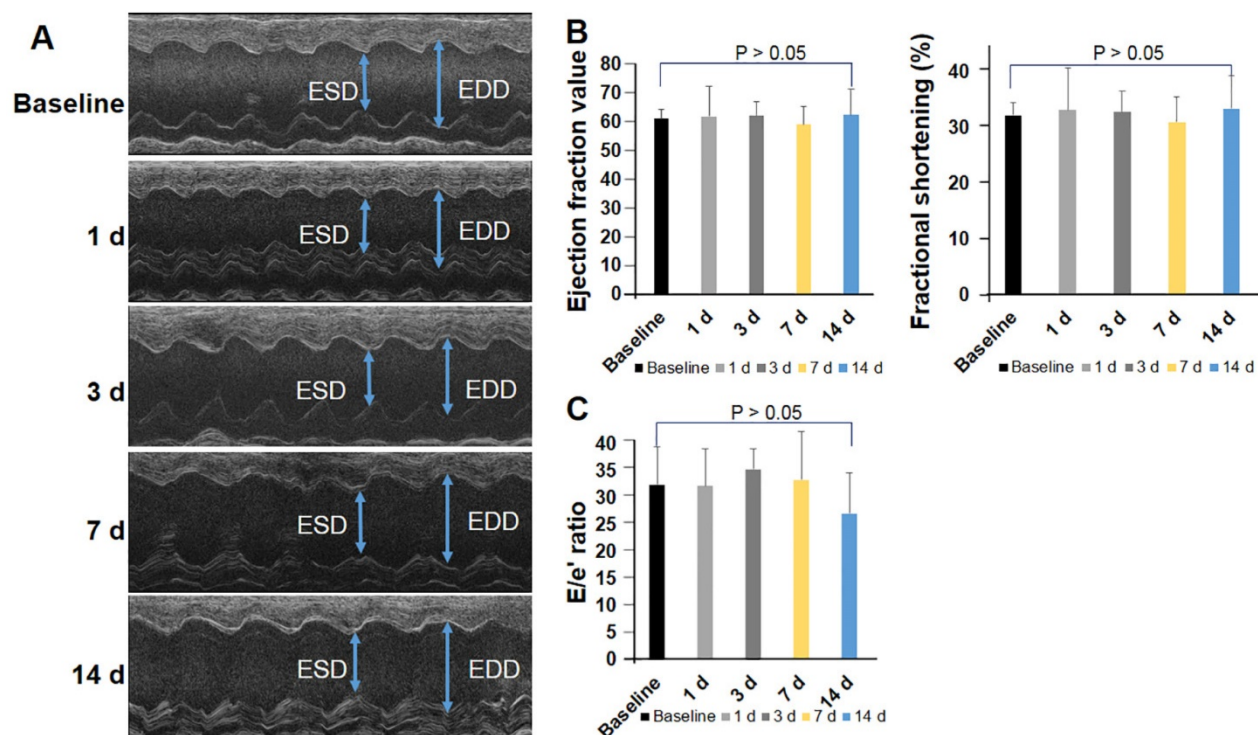 A
Baseline
ESD
EDD
1 d
ESD
EDD
3 d
ESD
EDD
7 d
ESD
EDD
14 d
ESD
EDD
B
P > 0.05
Ejection fraction value
80
70
60
50
40
30
20
10
0
Baseline
1 d
3 d
7 d
14 d
Baseline 1 d 3 d 7 d 14 d
P > 0.05
Fractional shortening (%)
40
30
20
10
0
Baseline
1 d
3 d
7 d
14 d
Baseline 1 d 3 d 7 d 14 d
C
P > 0.05
E/e' ratio
40
35
30
25
20
15
10
5
0
Baseline
1 d
3 d
7 d
14 d
Baseline 1 d 3 d 7 d 14 d